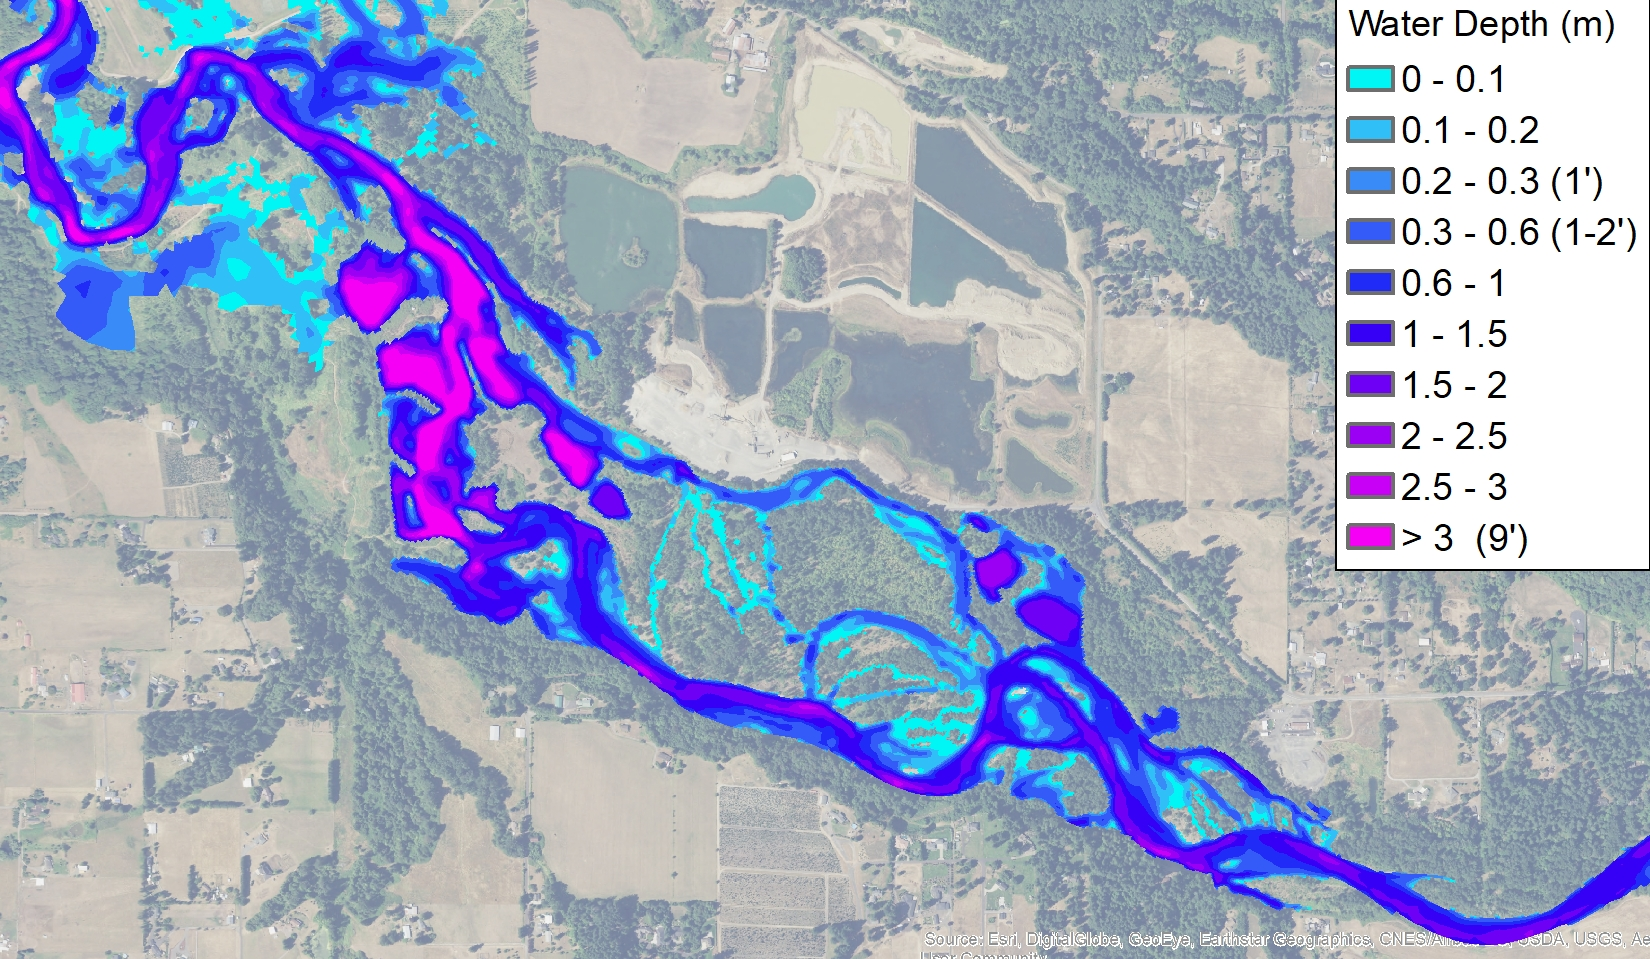 Water Depth (m)
0 - 0.1
0.1 - 0.2
0.2 - 0.3 (1')
0.3 - 0.6 (1-2')
0.6 - 1
1 - 1.5
1.5 - 2
2 - 2.5
2.5 - 3
> 3 (9')
Source: Esri, DigitalGlobe, GeoEye, Earthstar Geographics, USDA, USGS,
User Community